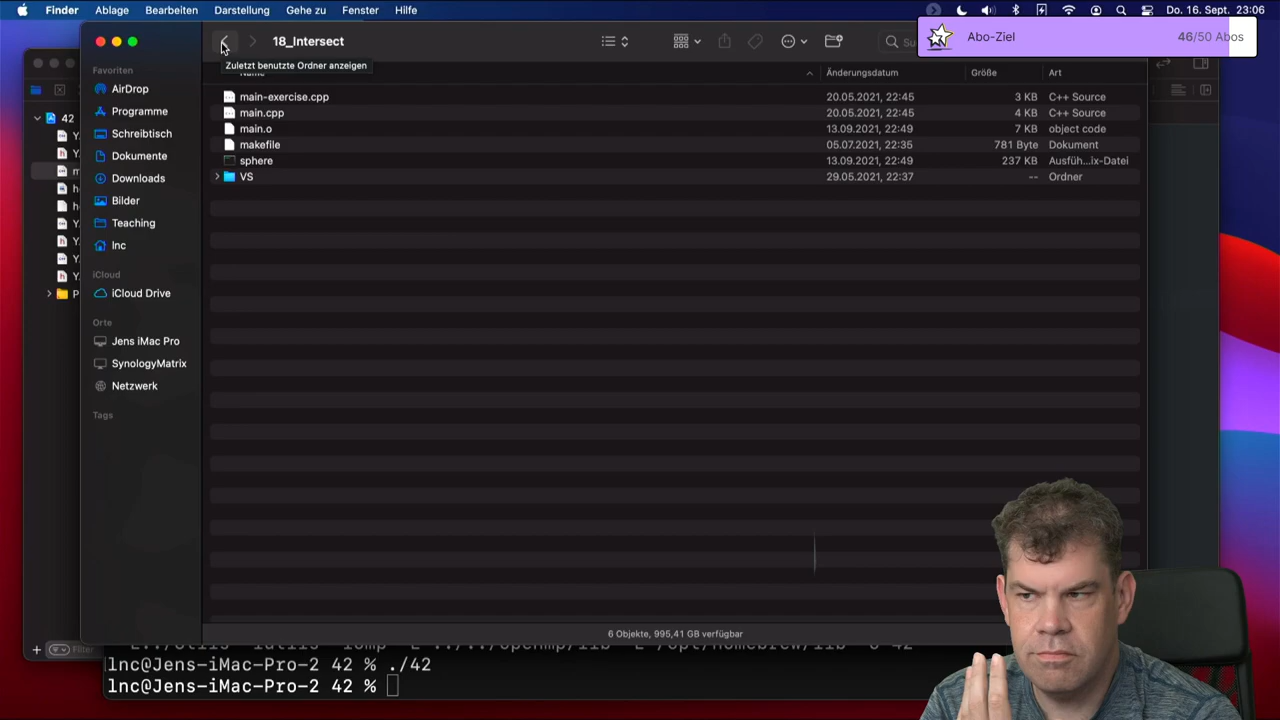 Finder Ablage Bearbeiten Darstellung Gehe zu Fenster Hilfe Do. 16. Sept. 23:06
Abo-Ziel 46/50 Abos
18_Intersect
Zuletzt benutzte Ordner anzeigen
Änderungsdatum Größe Art
Favoriten
AirDrop
Programme
Schreibtisch
Dokumente
Downloads
Bilder
Teaching
lnc
iCloud
iCloud Drive
Orte
Jens iMac Pro
SynologyMatrix
Netzwerk
Tags
main-exercise.cpp 20.05.2021, 22:45 3 KB C++ Source
main.cpp 20.05.2021, 22:45 4 KB C++ Source
main.o 13.09.2021, 22:49 7 KB object code
makefile 05.07.2021, 22:35 781 Byte Dokument
sphere 13.09.2021, 22:49 237 KB Ausfüh...ix-Datei
VS 29.05.2021, 22:37 -- Ordner
6 Objekte, 995,41 GB verfügbar
42
Filter
lnc@Jens-iMac-Pro-2 42 % ./42
lnc@Jens-iMac-Pro-2 42 %